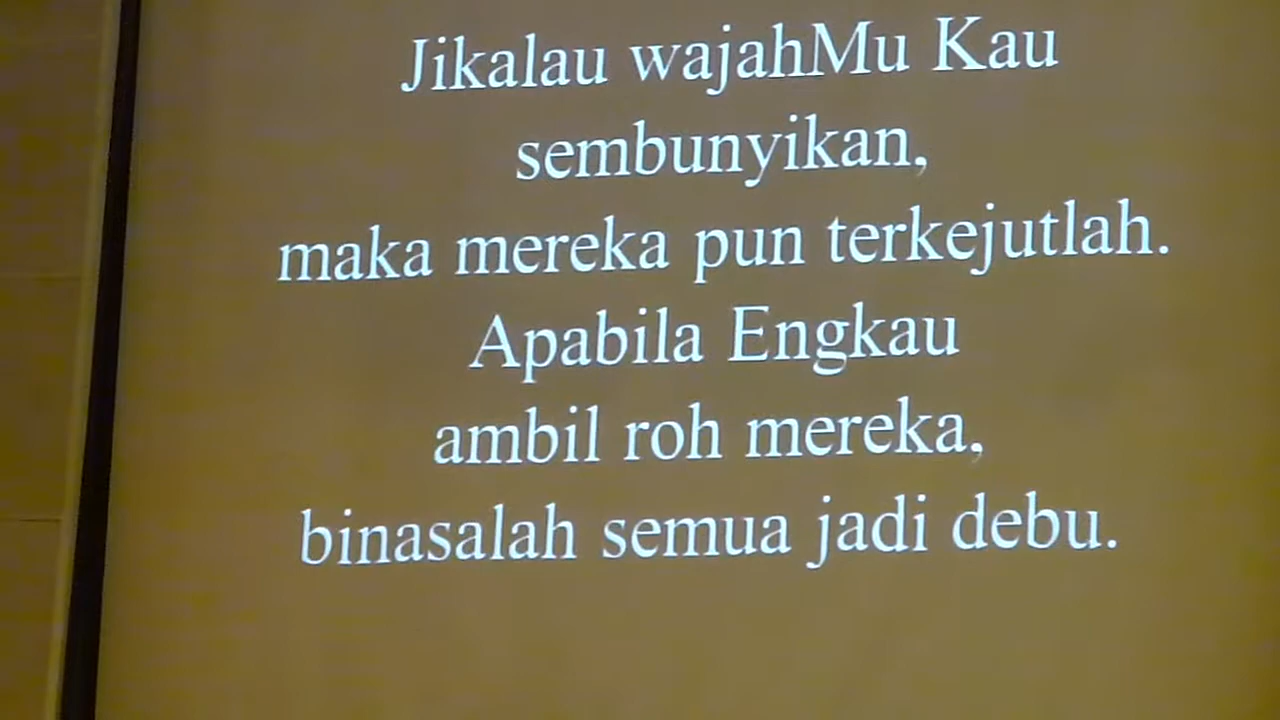 Jikalau wajahMu Kau
sembunyikan,
maka mereka pun terkejutlah.
Apabila Engkau
ambil roh mereka,
binasalah semua jadi debu.